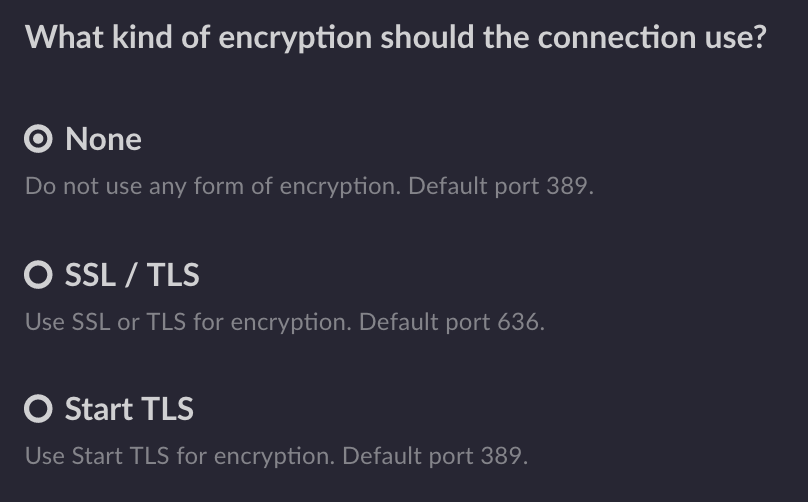 What kind of encryption should the connection use?
None
Do not use any form of encryption. Default port 389.
SSL / TLS
Use SSL or TLS for encryption. Default port 636.
Start TLS
Use Start TLS for encryption. Default port 389.